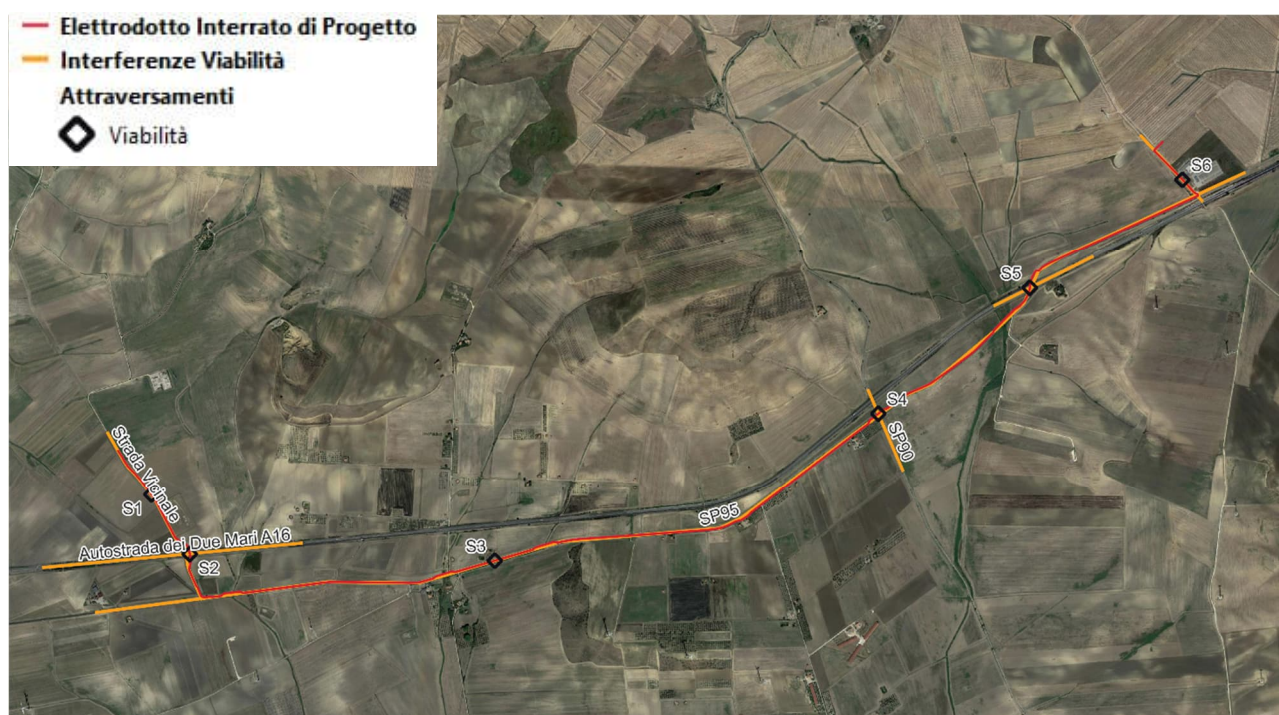 Elettrodotto Interrato di Progetto
Interferenze Viabilità
Attraversamenti
Viabilità
S6
S5
S4
SP90
Strada Vicinale
S1
SP95
Autostrada dei Due Mari A16
S3
S2